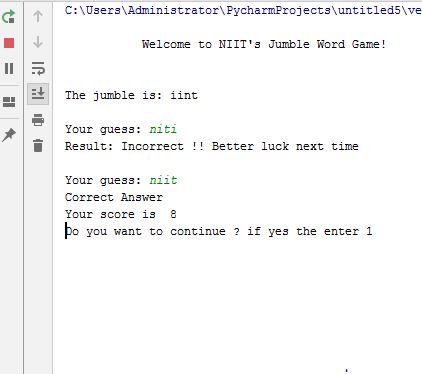 C:\Users\Administrator\PycharmProjects\untitled5\ve
Welcome to NIIT's Jumble Word Game!
The jumble is: iint
Your guess: niti
Result: Incorrect !! Better luck next time
Your guess: niit
Correct Answer
Your score is  8
Do you want to continue ? if yes the enter 1